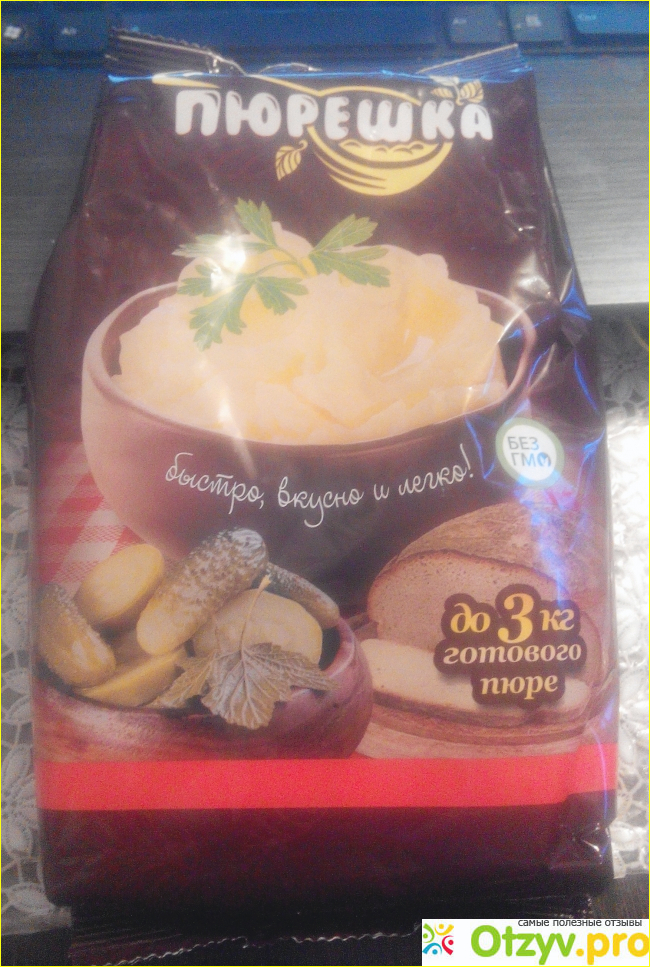 ПЮРЕШКА
быстро, вкусно и легко!
БЕЗ
ГМО
до 3 кг
готового
пюре
самые полезные отзывы
Otzyv.pro